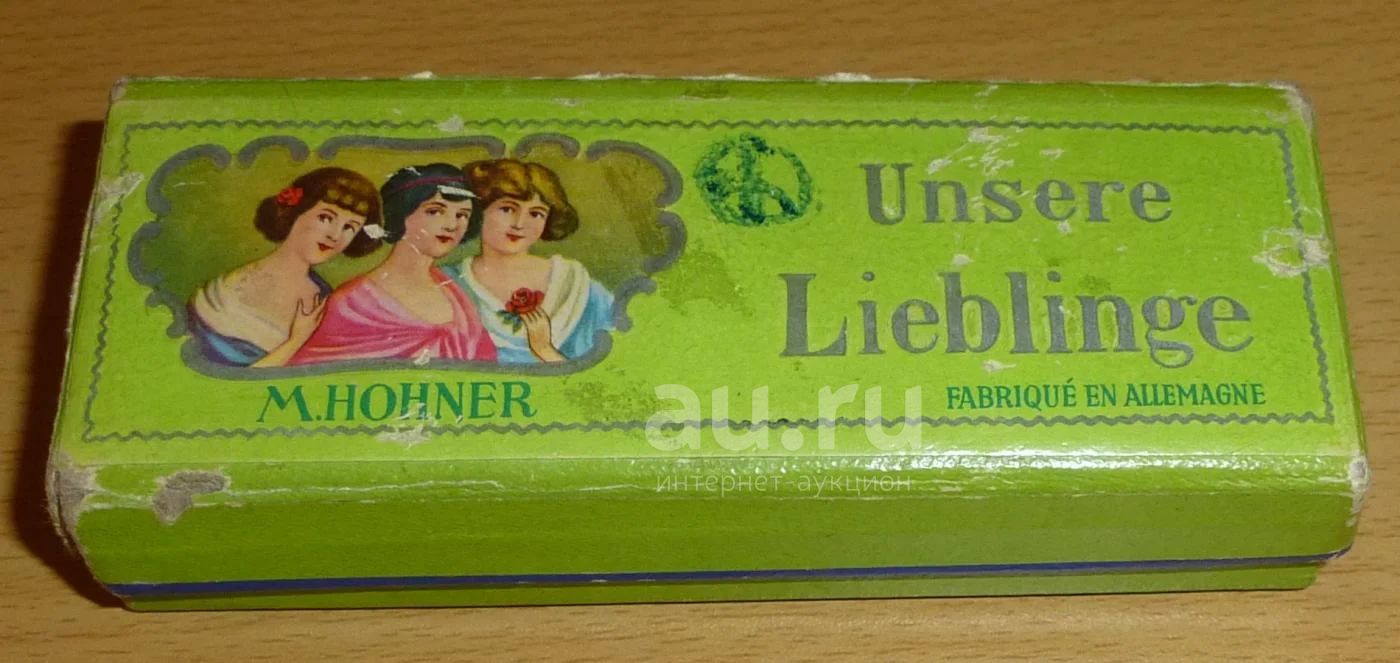 Unsere
Lieblinge
M.HOHNER
FABRIQUÉ EN ALLEMAGNE
au.ru
интернет-аукцион